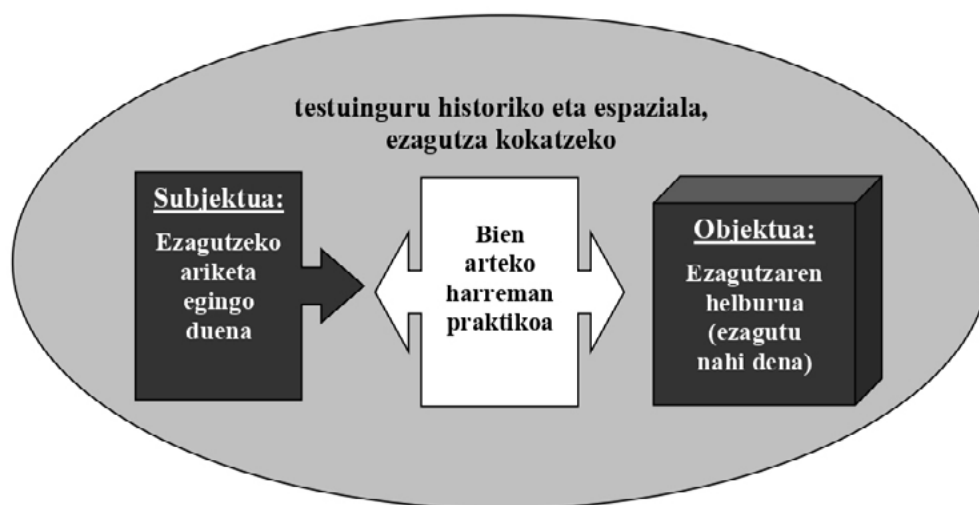 testuinguru historiko eta espaziala,
ezagutza kokatzeko
Subjektua:
Ezagutzeko
ariketa
egingo
duena
Bien
arteko
harreman
praktikoa
Objektua:
Ezagutzaren
helburua
(ezagutu
nahi dena)